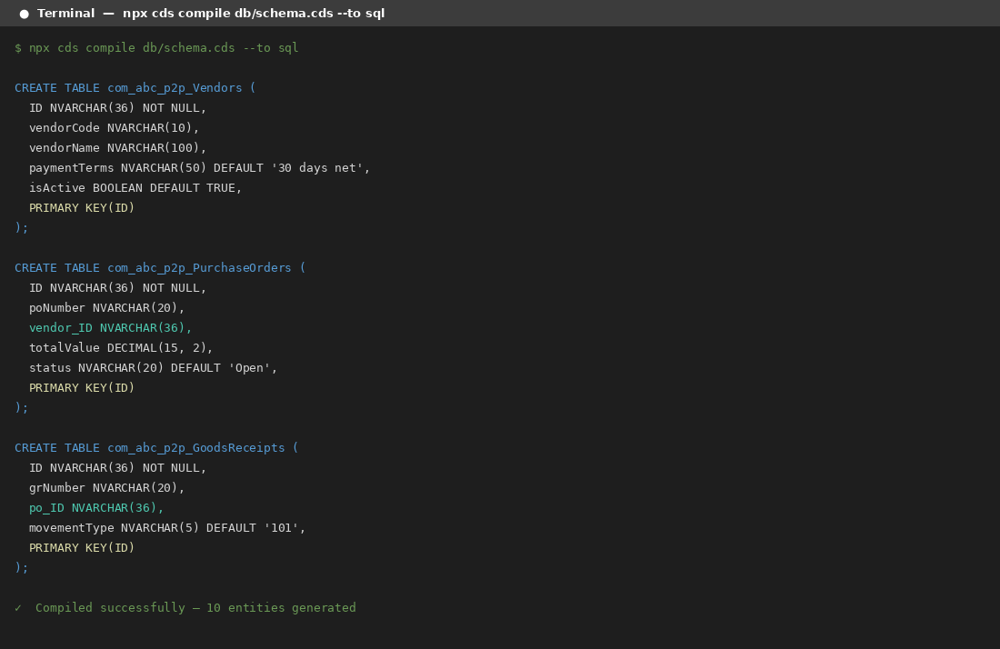 ● Terminal — npx cds compile db/schema.cds --to sql
$ npx cds compile db/schema.cds --to sql
CREATE TABLE com_abc_p2p_Vendors (
ID NVARCHAR(36) NOT NULL,
vendorCode NVARCHAR(10),
vendorName NVARCHAR(100),
paymentTerms NVARCHAR(50) DEFAULT '30 days net',
isActive BOOLEAN DEFAULT TRUE,
PRIMARY KEY(ID)
);
CREATE TABLE com_abc_p2p_PurchaseOrders (
ID NVARCHAR(36) NOT NULL,
poNumber NVARCHAR(20),
vendor_ID NVARCHAR(36),
totalValue DECIMAL(15, 2),
status NVARCHAR(20) DEFAULT 'Open',
PRIMARY KEY(ID)
);
CREATE TABLE com_abc_p2p_GoodsReceipts (
ID NVARCHAR(36) NOT NULL,
grNumber NVARCHAR(20),
po_ID NVARCHAR(36),
movementType NVARCHAR(5) DEFAULT '101',
PRIMARY KEY(ID)
);
✓ Compiled successfully — 10 entities generated